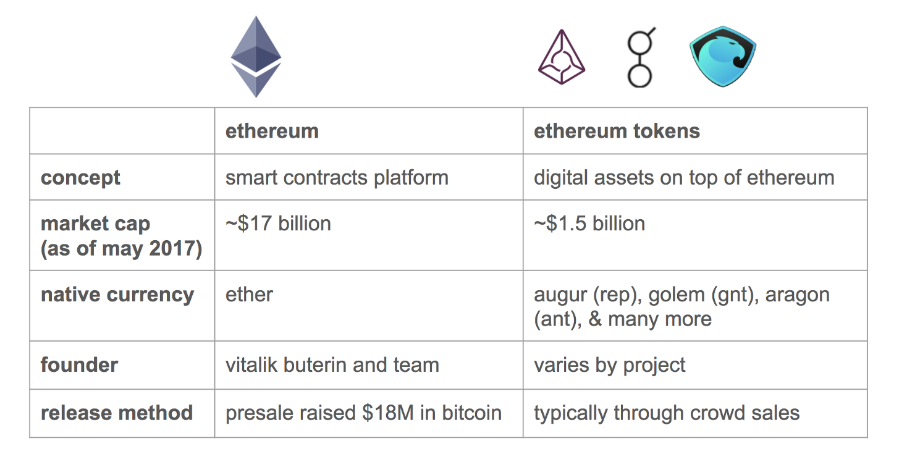 ethereum
ethereum tokens
concept
smart contracts platform
digital assets on top of ethereum
market cap
(as of may 2017)
~$17 billion
~$1.5 billion
native currency
ether
augur (rep), golem (gnt), aragon
(ant), & many more
founder
vitalik buterin and team
varies by project
release method
presale raised $18M in bitcoin
typically through crowd sales